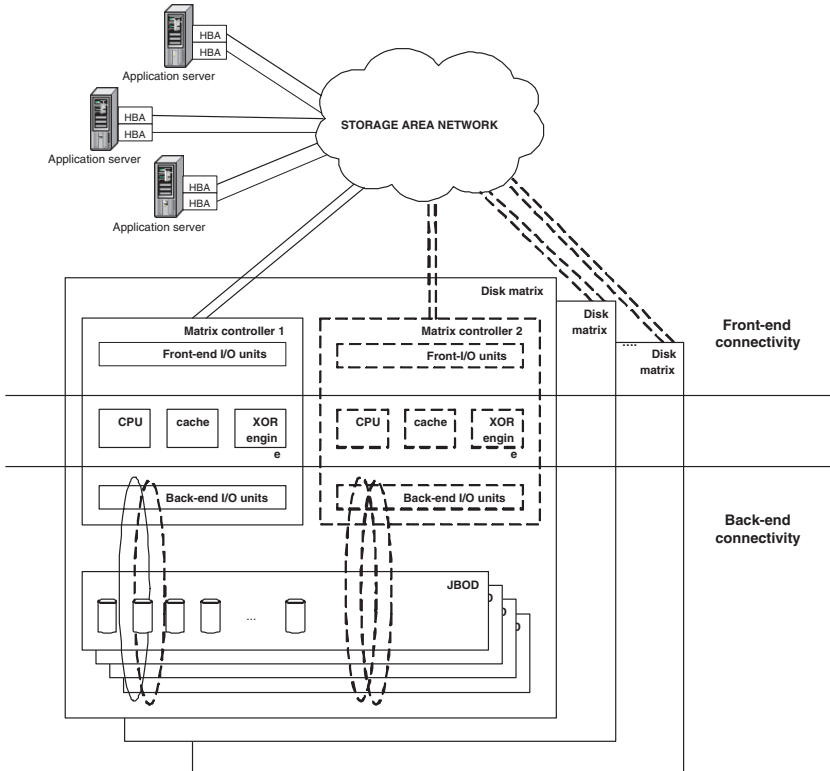 HBA
HBA
Application server
HBA
HBA
Application server
HBA
HBA
Application server
STORAGE AREA NETWORK
Disk matrix
Disk
matrix
....
Disk
matrix
Front-end
connectivity
Matrix controller 1
Front-end I/O units
Matrix controller 2
Front-I/O units
CPU
cache
XOR
engin
e
CPU
cache
XOR
engin
e
Back-end I/O units
Back-end I/O units
Back-end
connectivity
JBOD
...